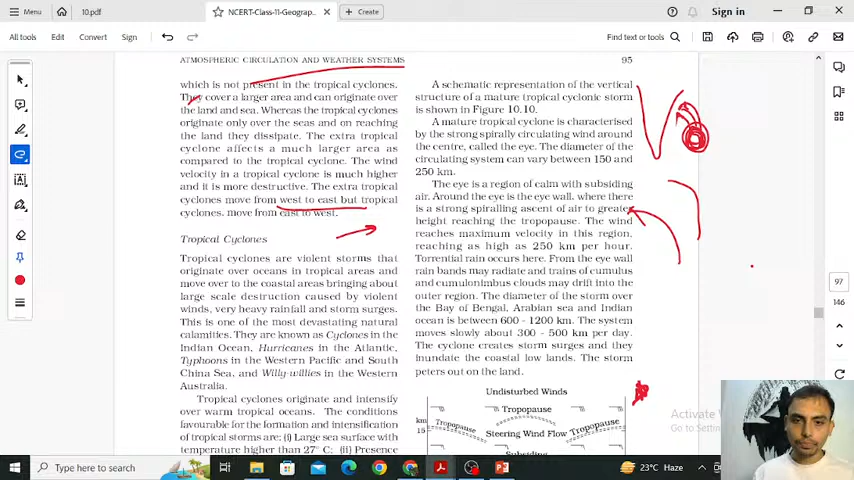 Menu
10.pdf
NCERT-Class-11-Geograp...
Create
Sign in
All tools
Edit
Convert
Sign
Find text or tools
ATMOSPHERIC CIRCULATION AND WEATHER SYSTEMS
95
which is not present in the tropical cyclones.
They cover a larger area and can originate over
the land and sea. Whereas the tropical cyclones
originate only over the seas and on reaching
the land they dissipate. The extra tropical
cyclone affects a much larger area as
compared to the tropical cyclone. The wind
velocity in a tropical cyclone is much higher
and it is more destructive. The extra tropical
cyclones move from west to east but tropical
cyclones, move from east to west.
Tropical Cyclones
Tropical cyclones are violent storms that
originate over oceans in tropical areas and
move over to the coastal areas bringing about
large scale destruction caused by violent
winds, very heavy rainfall and storm surges.
This is one of the most devastating natural
calamities. They are known as Cyclones in the
Indian Ocean, Hurricanes in the Atlantic,
Typhoons in the Western Pacific and South
China Sea, and Willy-willies in the Western
Australia.
Tropical cyclones originate and intensify
over warm tropical oceans. The conditions
favourable for the formation and intensification
of tropical storms are: (i) Large sea surface with
temperature higher than 27° C; (ii) Presence
A schematic representation of the vertical
structure of a mature tropical cyclonic storm
is shown in Figure 10.10.
A mature tropical cyclone is characterised
by the strong spirally circulating wind around
the centre, called the eye. The diameter of the
circulating system can vary between 150 and
250 km.
The eye is a region of calm with subsiding
air. Around the eye is the eye wall, where there
is a strong spiralling ascent of air to greater
height reaching the tropopause. The wind
reaches maximum velocity in this region,
reaching as high as 250 km per hour.
Torrential rain occurs here. From the eye wall
rain bands may radiate and trains of cumulus
and cumulonimbus clouds may drift into the
outer region. The diameter of the storm over
the Bay of Bengal, Arabian sea and Indian
ocean is between 600 - 1200 km. The system
moves slowly about 300 - 500 km per day.
The cyclone creates storm surges and they
inundate the coastal low lands. The storm
peters out on the land.
Undisturbed Winds
Tropopause
km
15
Tropopause
Steering Wind Flow
Tropopause
Subsiding
97
146
Activate
Go to Setting
Type here to search
23°C Haze